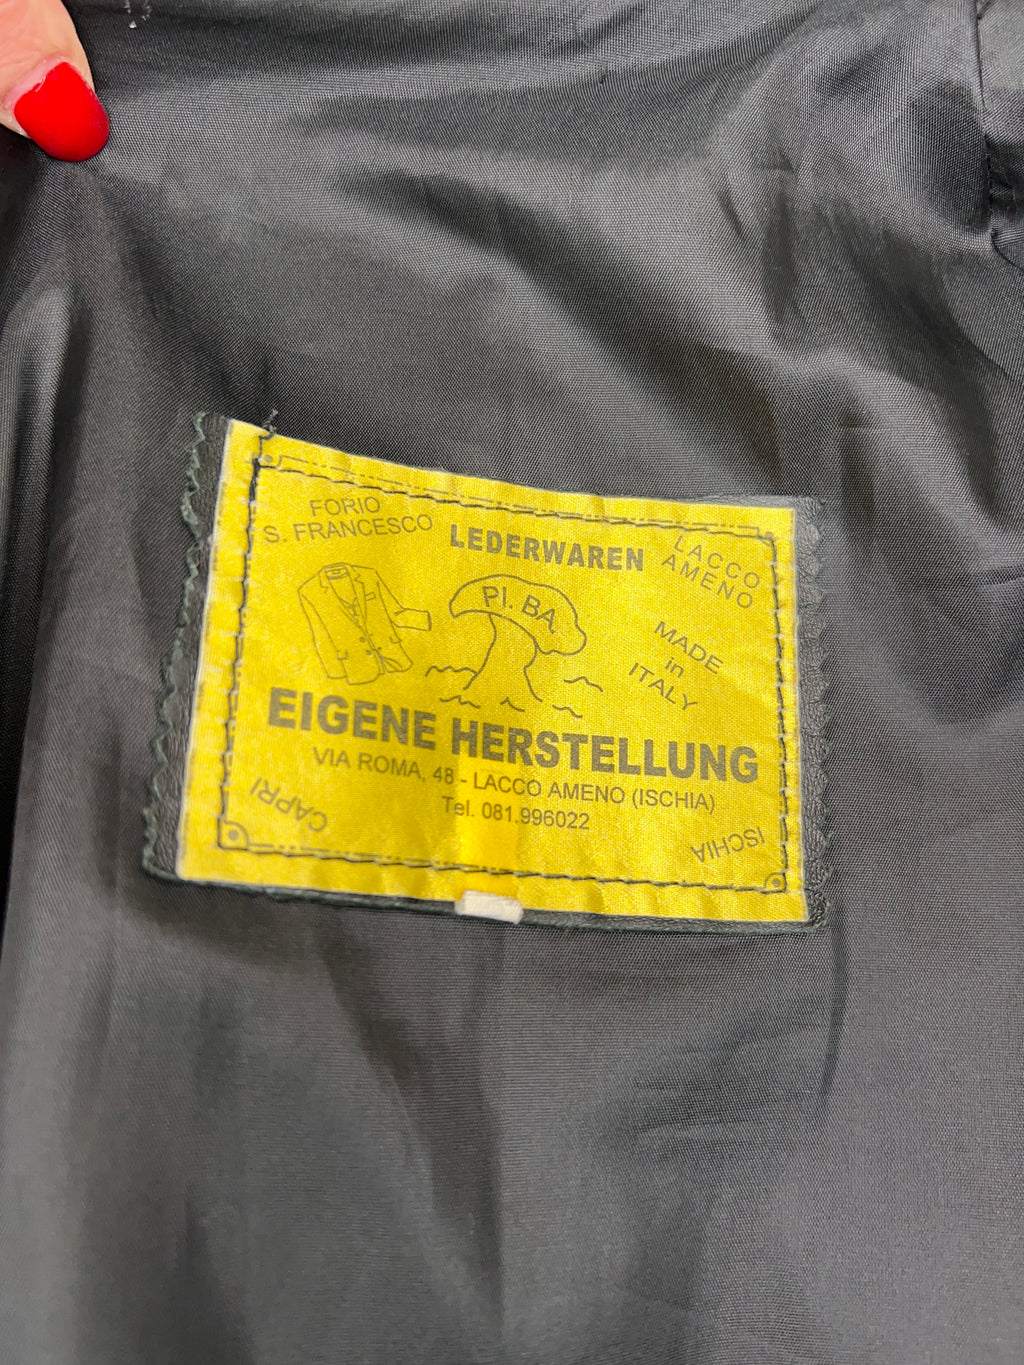 FORIO
S. FRANCESCO
LEDERWAREN
LACCO
AMENO
PI. BA.
MADE
in
ITALY
EIGENE HERSTELLUNG
VIA ROMA, 48 - LACCO AMENO (ISCHIA)
Tel. 081.996022
CAPRI
ISCHIA